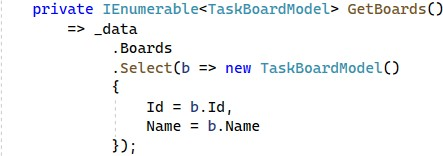 private IEnumerable<TaskBoardModel> GetBoards()
=> _data
.Boards
.Select(b => new TaskBoardModel()
{
Id = b.Id,
Name = b.Name
});